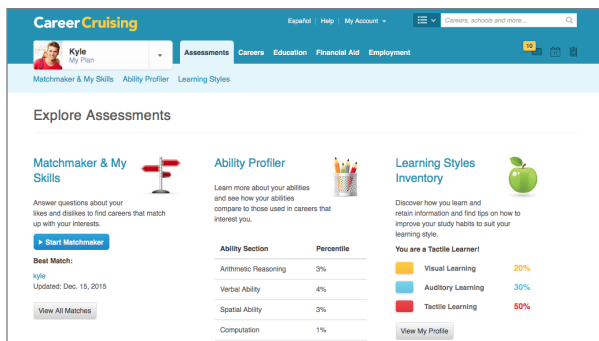 CareerCruising
Español | Help | My Account
Careers, schools and more...
Kyle
My Plan
Assessments Careers Education Financial Aid Employment
10
Matchmaker & My Skills Ability Profiler Learning Styles
Explore Assessments
Matchmaker & My
Skills
Answer questions about your
likes and dislikes to find careers that match
up with your interests.
Start Matchmaker
Best Match:
kyle
Updated: Dec. 15, 2015
View All Matches
Ability Profiler
Learn more about your abilities
and see how your abilities
compare to those used in careers that
interest you.
Ability Section Percentile
Arithmetic Reasoning 3%
Verbal Ability 4%
Spatial Ability 3%
Computation 1%
Learning Styles
Inventory
Discover how you learn and
retain information and find tips on how to
improve your study habits to suit your
learning style.
You are a Tactile Learner!
Visual Learning 20%
Auditory Learning 30%
Tactile Learning 50%
View My Profile